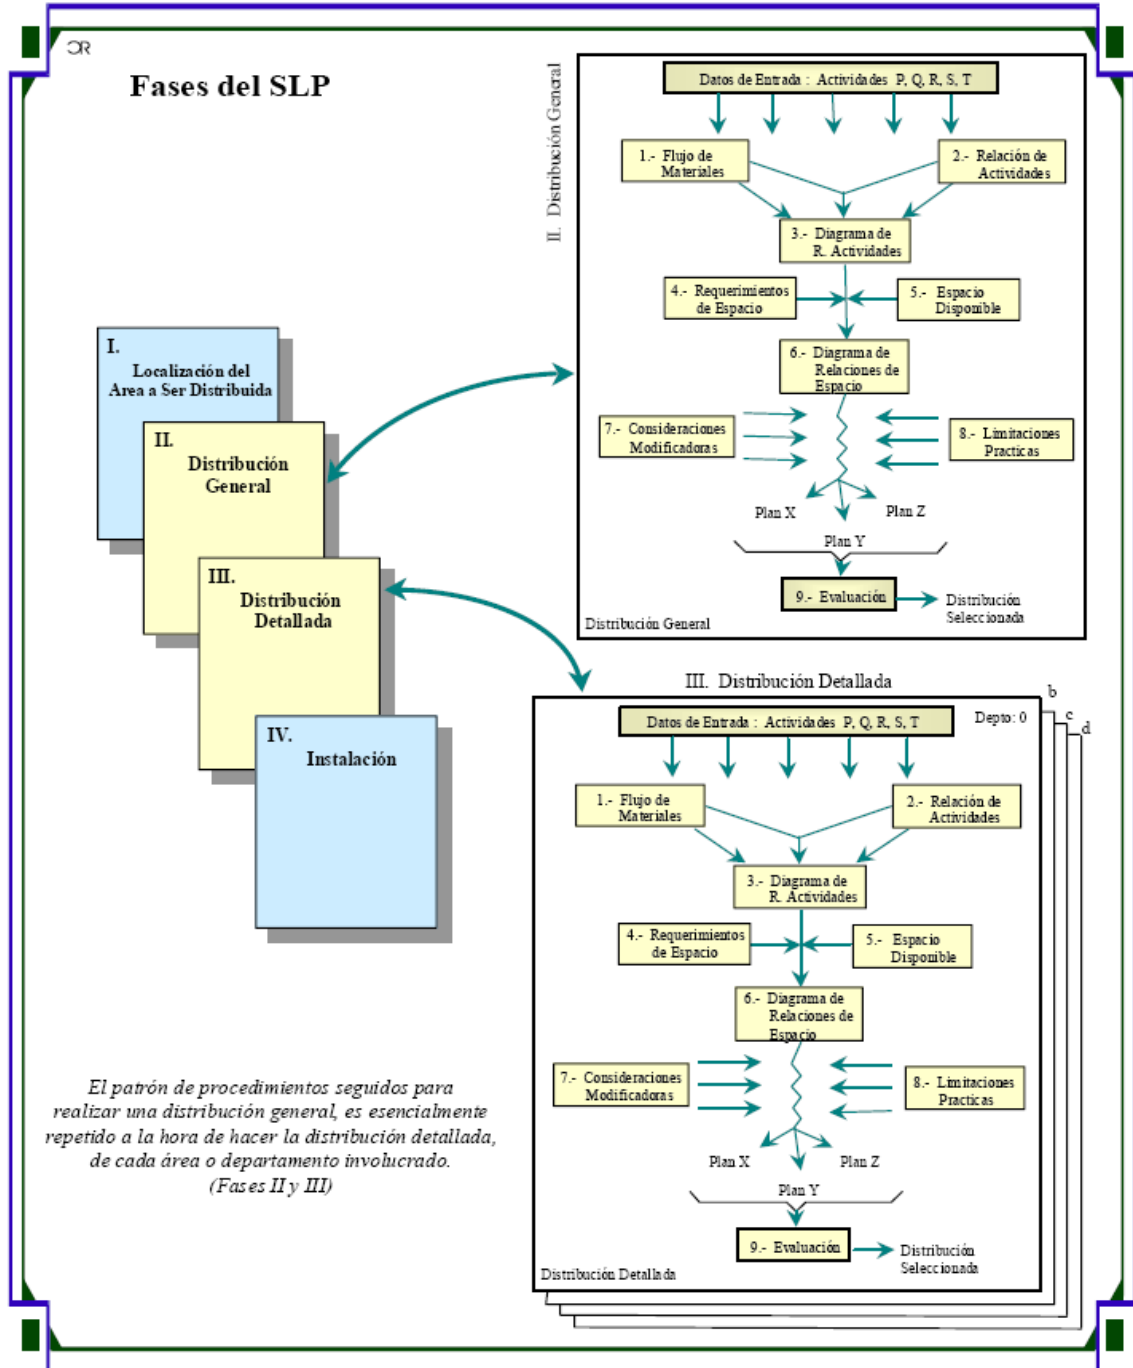 ƆR
Fases del SLP
II. Distribución General
Datos de Entrada : Actividades P, Q, R, S, T
1.- Flujo de
Materiales
2.- Relación de
Actividades
3.- Diagrama de
R. Actividades
4.- Requerimientos
de Espacio
5.- Espacio
Disponible
6.- Diagrama de
Relaciones de
Espacio
7.- Consideraciones
Modificadoras
8.- Limitaciones
Practicas
Plan X
Plan Z
Plan Y
9.- Evaluación
Distribución
Seleccionada
Distribución General
I.
Localización del
Area a Ser Distribuida
II.
Distribución
General
III.
Distribución
Detallada
IV.
Instalación
III. Distribución Detallada
b
c
d
Depto: 0
Datos de Entrada : Actividades P, Q, R, S, T
1.- Flujo de
Materiales
2.- Relación de
Actividades
3.- Diagrama de
R. Actividades
4.- Requerimientos
de Espacio
5.- Espacio
Disponible
6.- Diagrama de
Relaciones de
Espacio
7.- Consideraciones
Modificadoras
8.- Limitaciones
Practicas
Plan X
Plan Z
Plan Y
9.- Evaluación
Distribución
Seleccionada
Distribución Detallada
El patrón de procedimientos seguidos para
realizar una distribución general, es esencialmente
repetido a la hora de hacer la distribución detallada,
de cada área o departamento involucrado.
(Fases II y III)